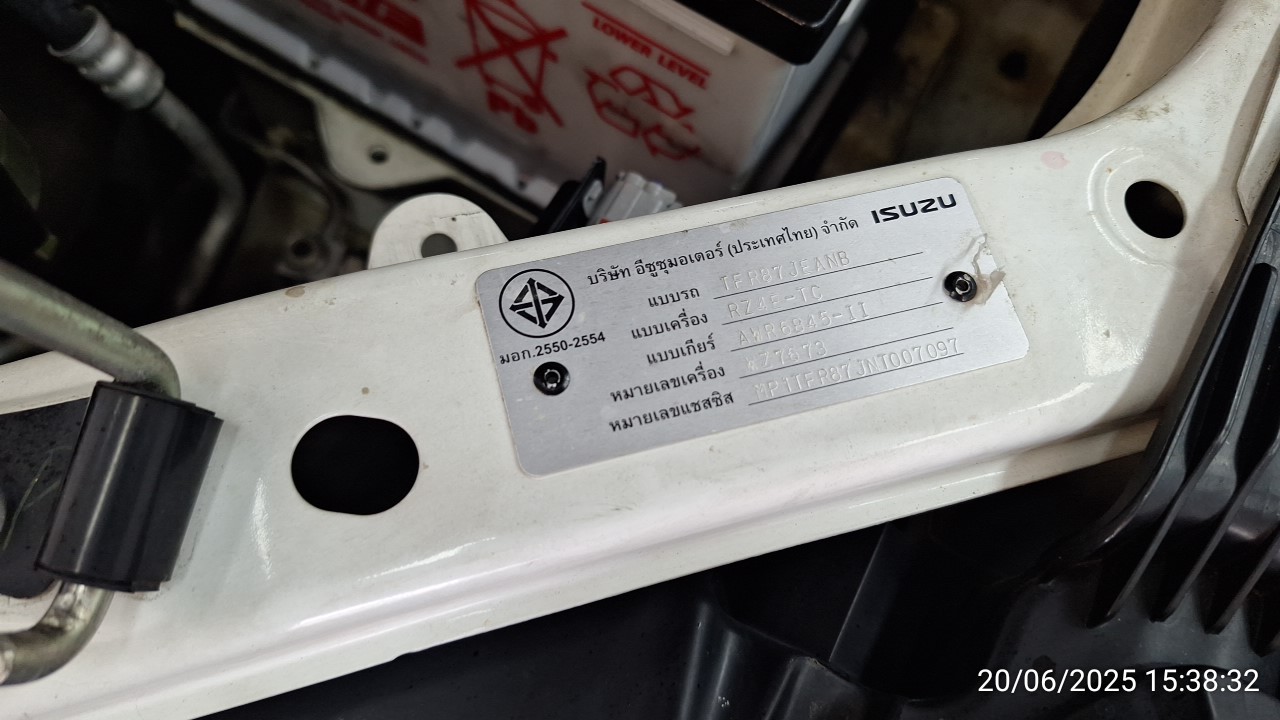 LOWER LEVEL
Pb
บริษัท อีซูซุมอเตอร์ (ประเทศไทย) จำกัด ISUZU
มอก.2550-2554
แบบรถ TFR87JEANB
แบบเครื่อง RZ4E-TC
แบบเกียร์ AWR6B45-II
หมายเลขเครื่อง
หมายเลขแชสซิส MP1TFR87JNT007097
20/06/2025 15:38:32